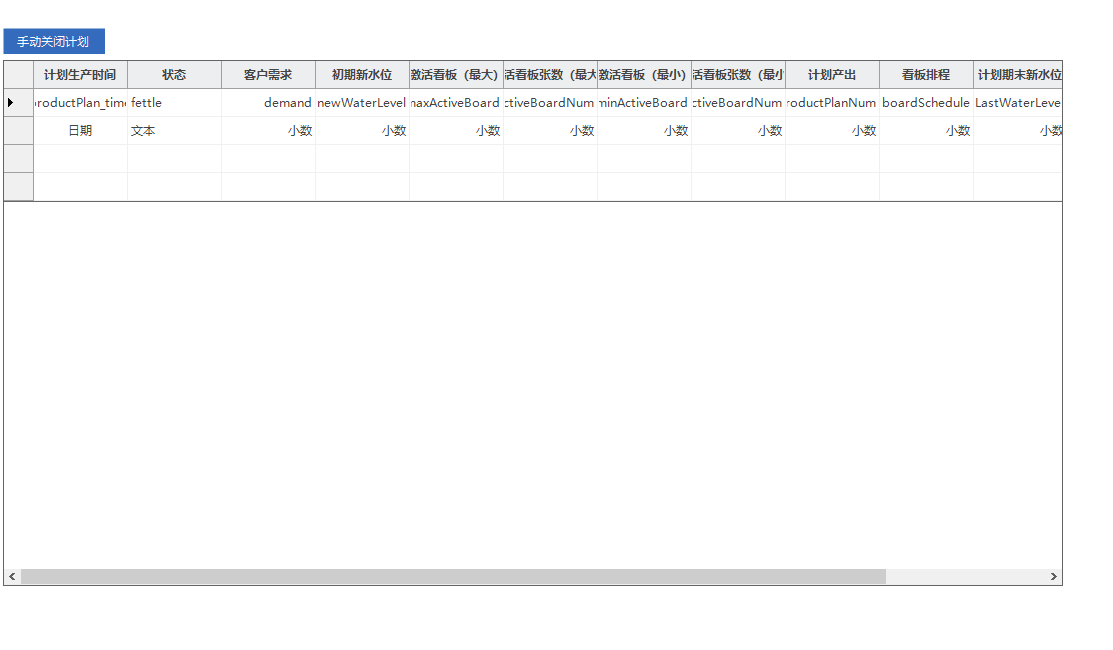 手动关闭计划
计划生产时间 状态 客户需求 初期新水位 激活看板（最大） 活看板张数（最大 激活看板（最小） 活看板张数（最小 计划产出 看板排程 计划期末新水位
roductPlan_time fettle demand newWaterLevel maxActiveBoard ctiveBoardNum minActiveBoard ctiveBoardNum roductPlanNum boardSchedule LastWaterLeve
日期 文本 小数 小数 小数 小数 小数 小数 小数 小数 小数